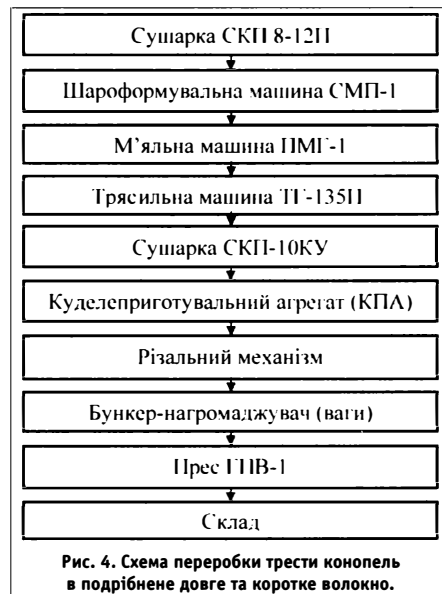 Сушарка СКП 8-12П
Шароформувальна машина СМП-1
М'яльна машина ПМГ-1
Трясильна машина ТГ-135П
Сушарка СКП-10КУ
Куделеприготувальний агрегат (КПА)
Різальний механізм
Бункер-нагромаджувач (ваги)
Прес ГПВ-1
Склад
Рис. 4. Схема переробки трести конопель
в подрібнене довге та коротке волокно.